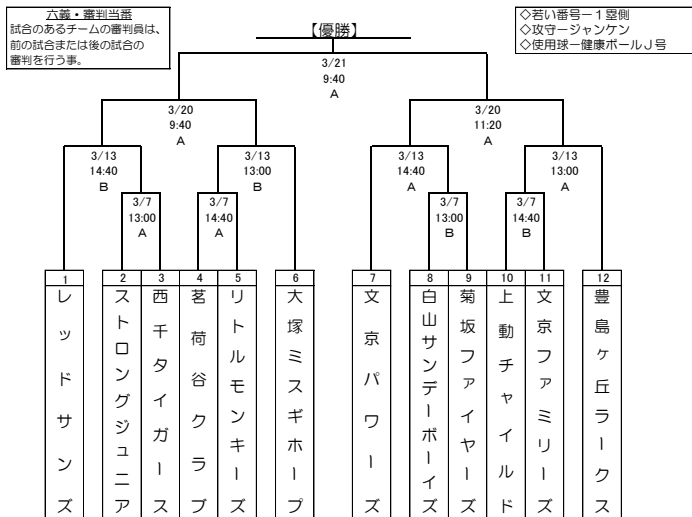 六義・審判当番
試合のあるチームの審判員は、
前の試合または後の試合の
審判を行う事。
【優勝】
◇若い番号－１塁側
◇攻守－ジャンケン
◇使用球－健康ボールＪ号
3/21
9:40
A
3/20
9:40
A
3/20
11:20
A
3/13
14:40
B
3/13
13:00
B
3/13
14:40
A
3/13
13:00
A
3/7
13:00
A
3/7
14:40
A
3/7
13:00
B
3/7
14:40
B
1
レッドサンズ
2
ストロングジュニア
3
西千タイガース
4
茗荷谷クラブ
5
リトルモンキーズ
6
大塚ミスギホープ
7
文京パワーズ
8
白山サンデーボーイズ
9
菊坂ファイヤーズ
10
上動チャイルド
11
文京ファミリーズ
12
豊島ヶ丘ラークス